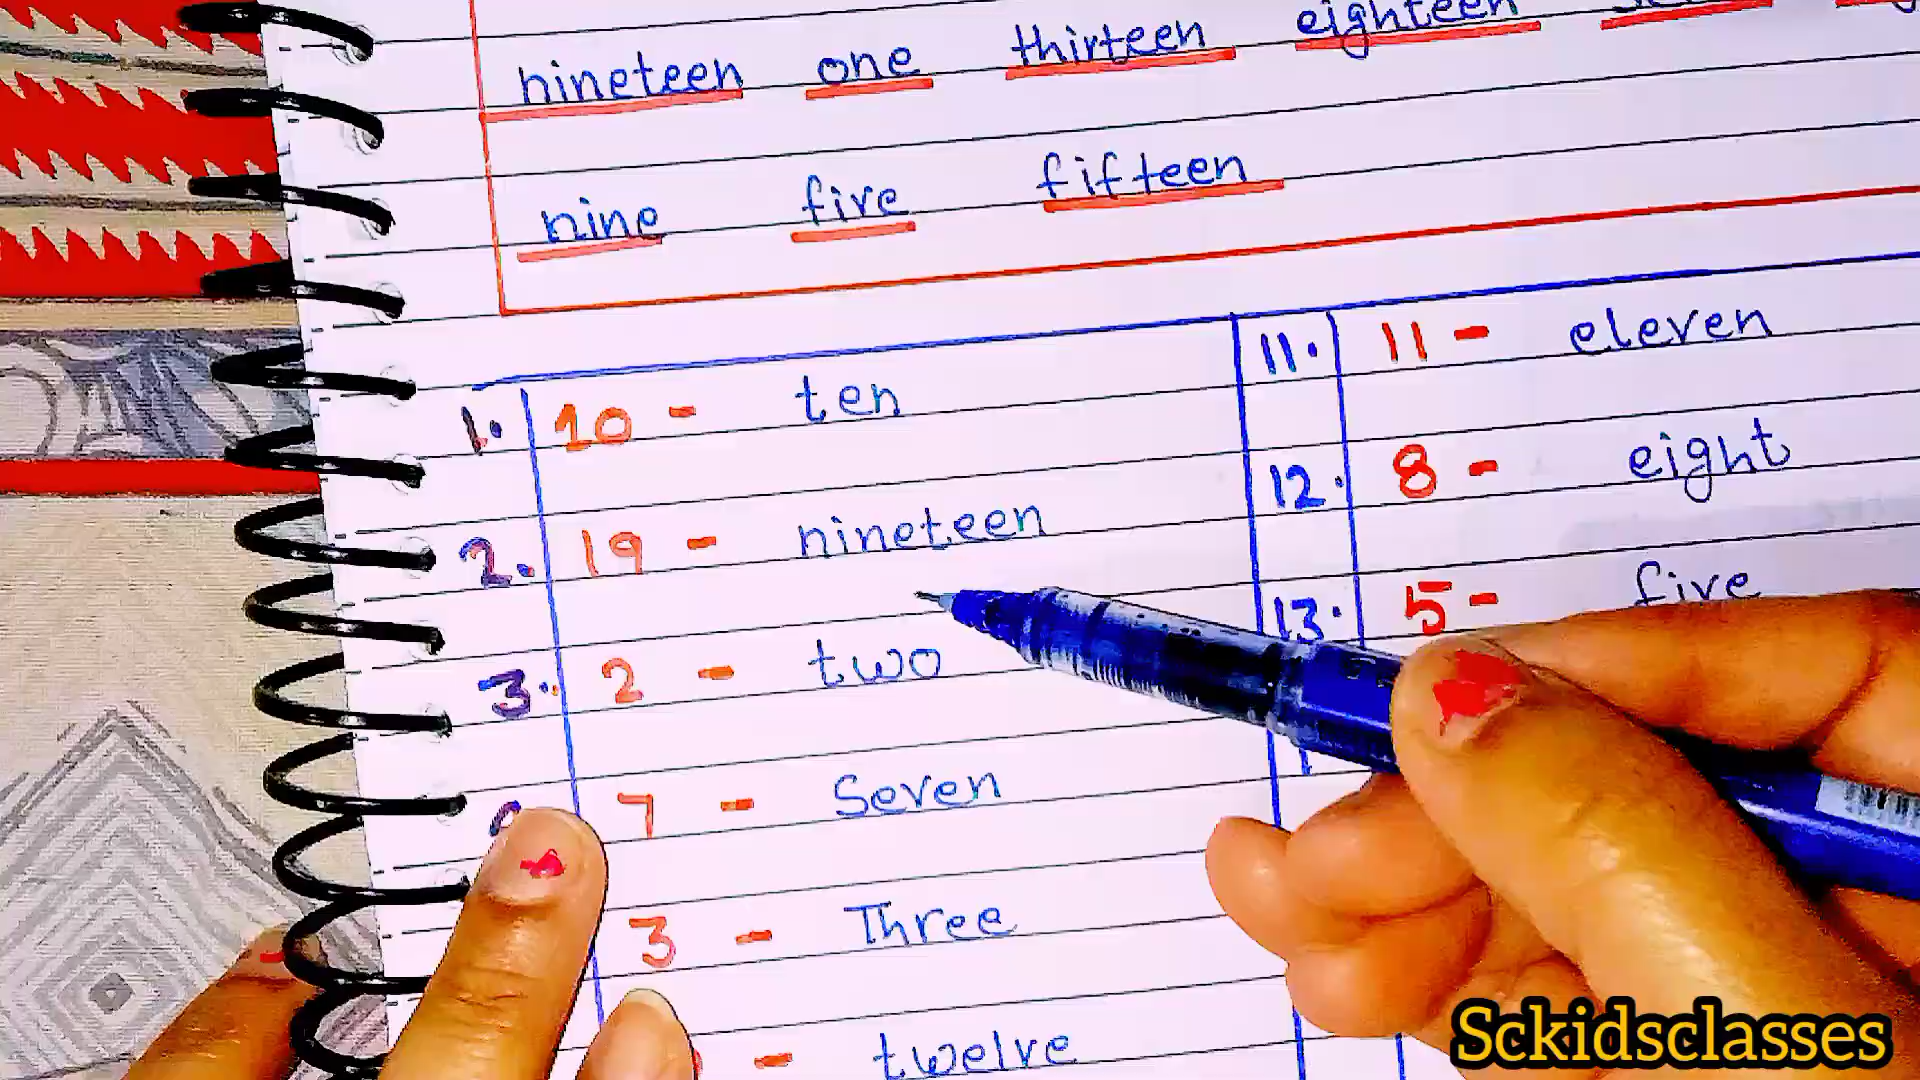 nineteen one thirteen eighteen
nine five fifteen
1. 10 - ten
2. 19 - nineteen
3. 2 - two
7 - Seven
3 - Three
- twelve
11. 11 - eleven
12. 8 - eight
13. 5 - five
Sckidsclasses